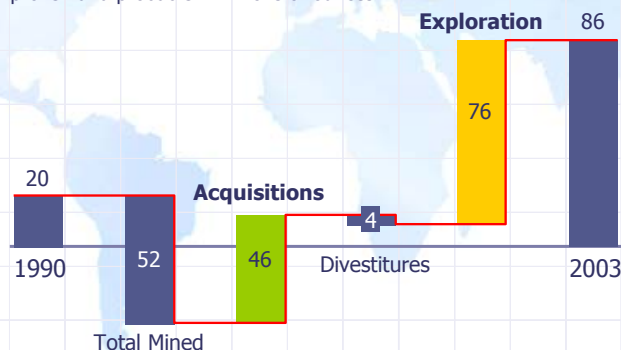 Exploration
86
76
20
Acquisitions
4
1990
52
46
Divestitures
2003
Total Mined